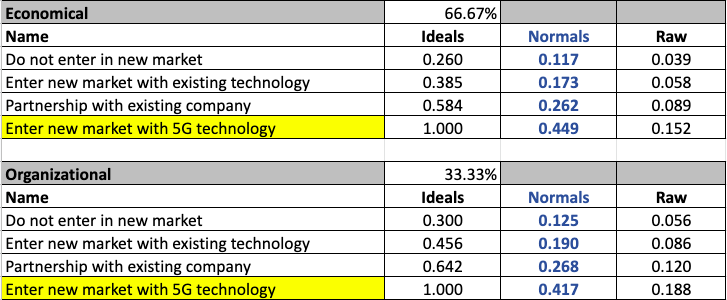 Economical 66.67%
Name Ideals Normals Raw
Do not enter in new market 0.260 0.117 0.039
Enter new market with existing technology 0.385 0.173 0.058
Partnership with existing company 0.584 0.262 0.089
Enter new market with 5G technology 1.000 0.449 0.152
Organizational 33.33%
Name Ideals Normals Raw
Do not enter in new market 0.300 0.125 0.056
Enter new market with existing technology 0.456 0.190 0.086
Partnership with existing company 0.642 0.268 0.120
Enter new market with 5G technology 1.000 0.417 0.188